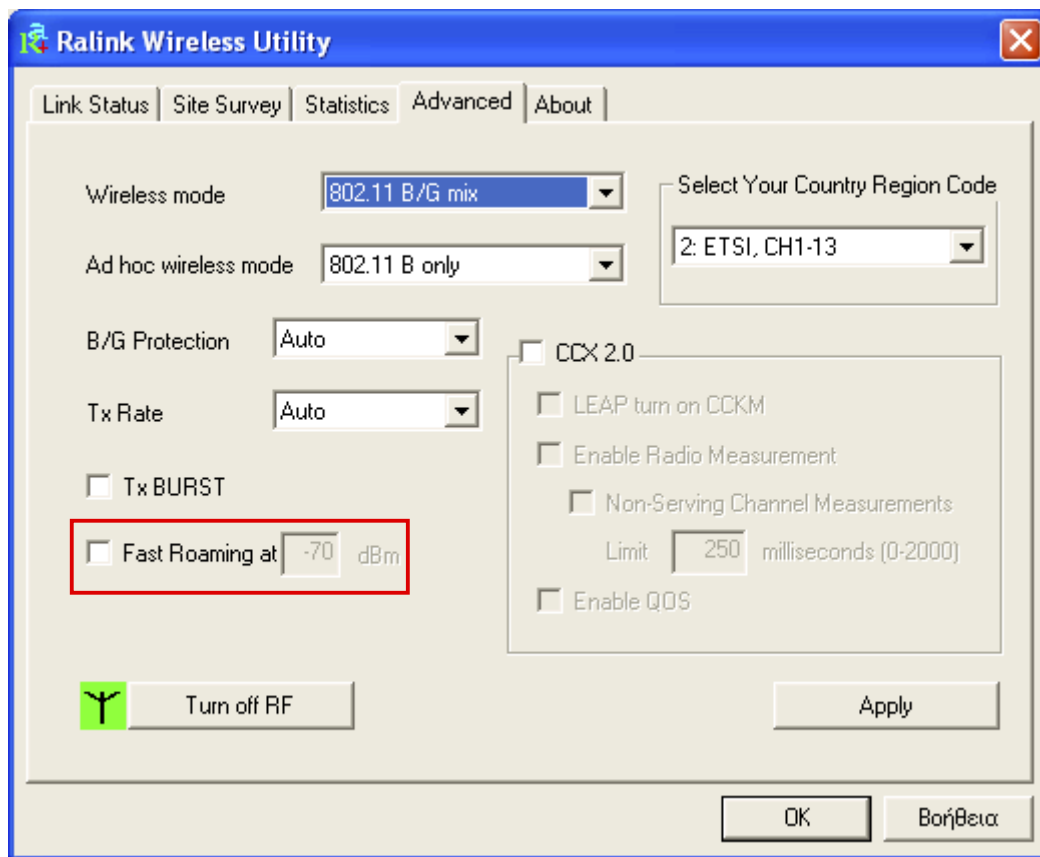 Ralink Wireless Utility
Link Status Site Survey Statistics Advanced About
Wireless mode 802.11 B/G mix
Select Your Country Region Code
2: ETSI, CH1-13
Ad hoc wireless mode 802.11 B only
B/G Protection Auto
Tx Rate Auto
Tx BURST
Fast Roaming at -70 dBm
CCX 2.0
LEAP turn on CCKM
Enable Radio Measurement
Non-Serving Channel Measurements
Limit 250 milliseconds (0-2000)
Enable QOS
Turn off RF
Apply
OK Βοήθεια